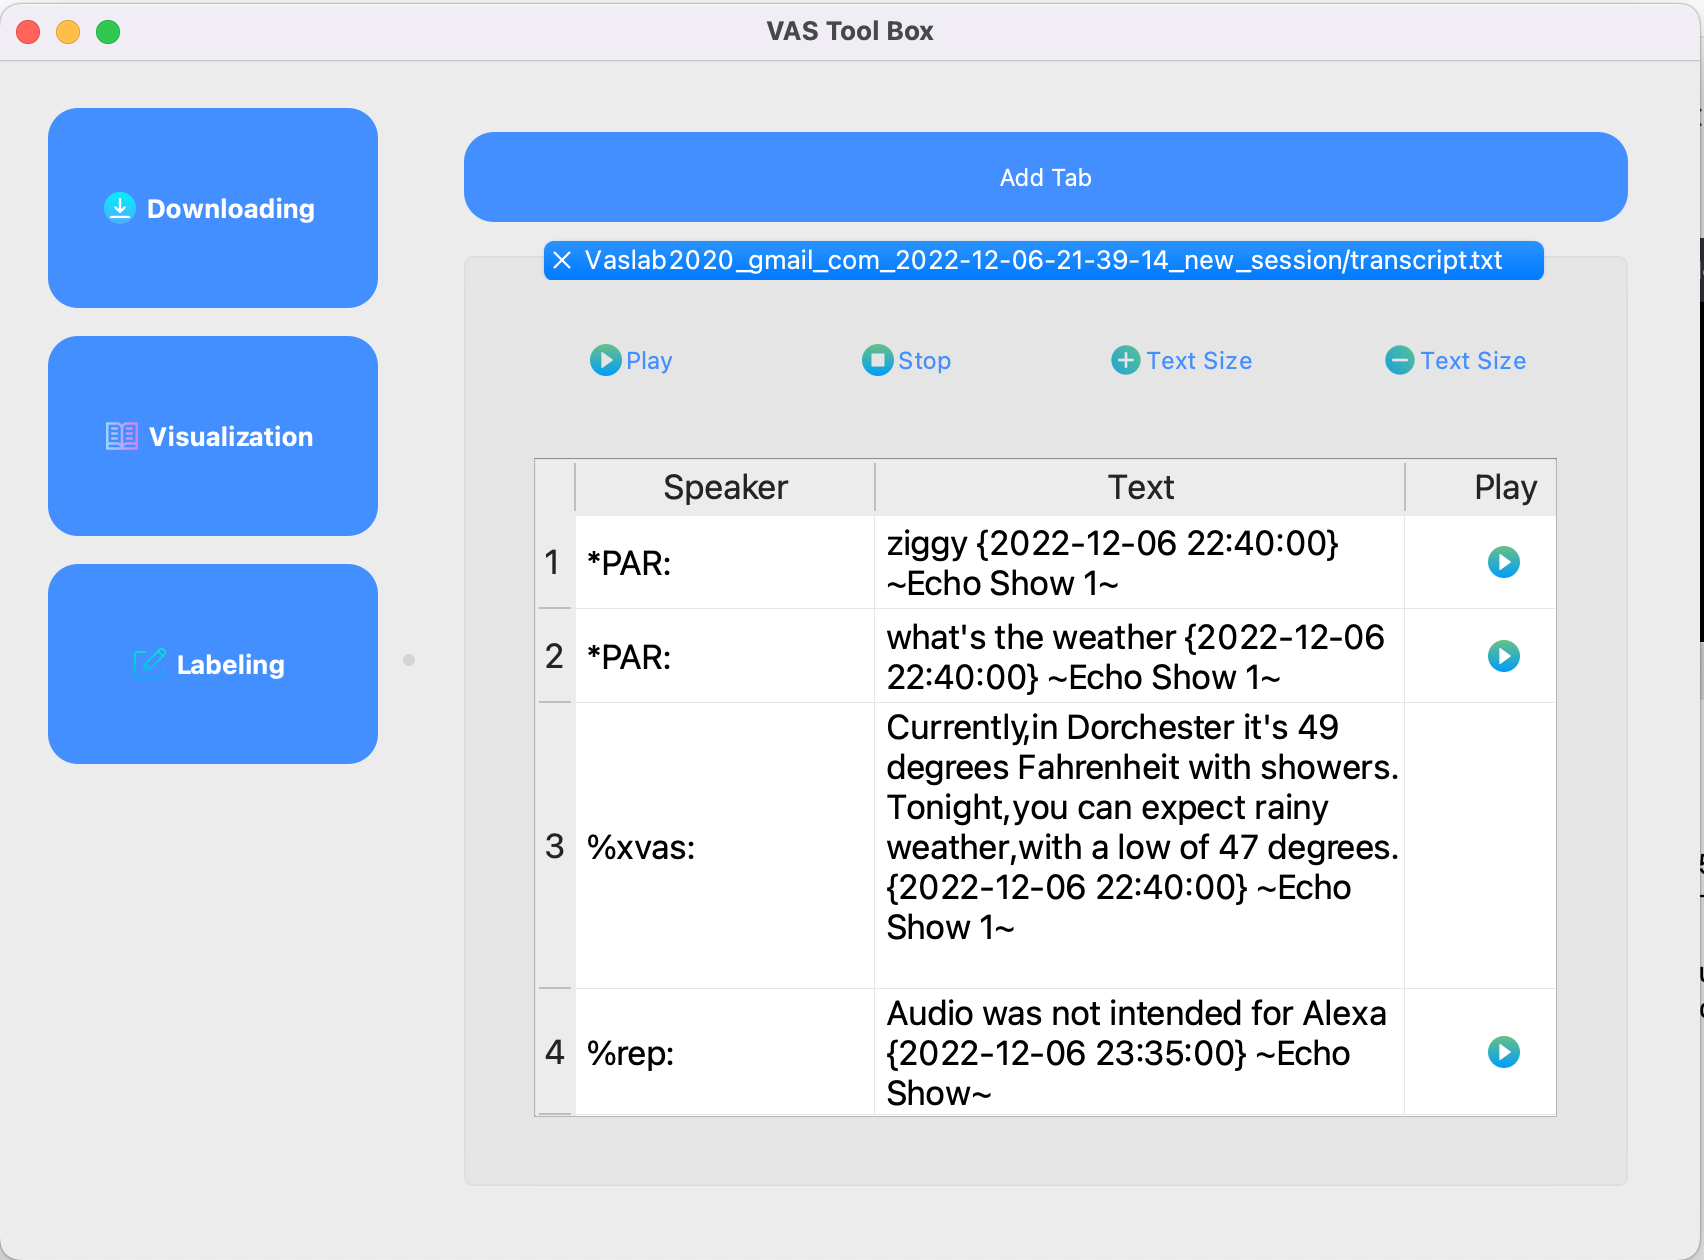 VAS Tool Box
Downloading
Visualization
Labeling
Add Tab
Vaslab2020_gmail_com_2022-12-06-21-39-14_new_session/transcript.txt
Play Stop Text Size Text Size
Speaker Text Play
1 *PAR: ziggy {2022-12-06 22:40:00}
~Echo Show 1~
2 *PAR: what's the weather {2022-12-06
22:40:00} ~Echo Show 1~
3 %xvas: Currently,in Dorchester it's 49
degrees Fahrenheit with showers.
Tonight,you can expect rainy
weather,with a low of 47 degrees.
{2022-12-06 22:40:00} ~Echo
Show 1~
4 %rep: Audio was not intended for Alexa
{2022-12-06 23:35:00} ~Echo
Show~